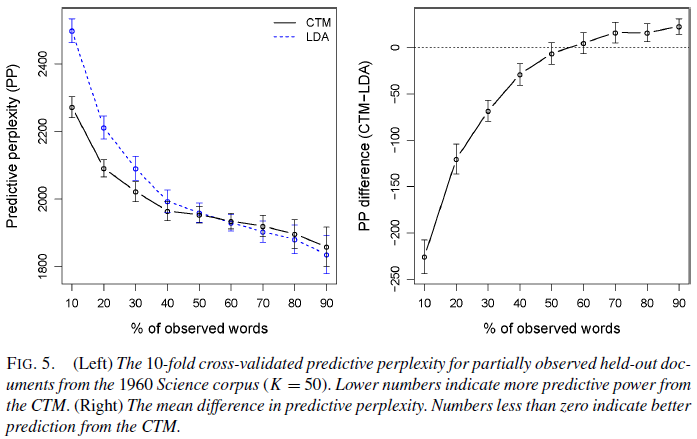 CTM
LDA
Predictive perplexity (PP)
2400
2200
2000
1800
10 20 30 40 50 60 70 80 90
% of observed words
PP difference (CTM−LDA)
0
−50
−100
−150
−200
−250
10 20 30 40 50 60 70 80 90
% of observed words
FIG. 5. (Left) The 10-fold cross-validated predictive perplexity for partially observed held-out doc-
uments from the 1960 Science corpus (K = 50). Lower numbers indicate more predictive power from
the CTM. (Right) The mean difference in predictive perplexity. Numbers less than zero indicate better
prediction from the CTM.